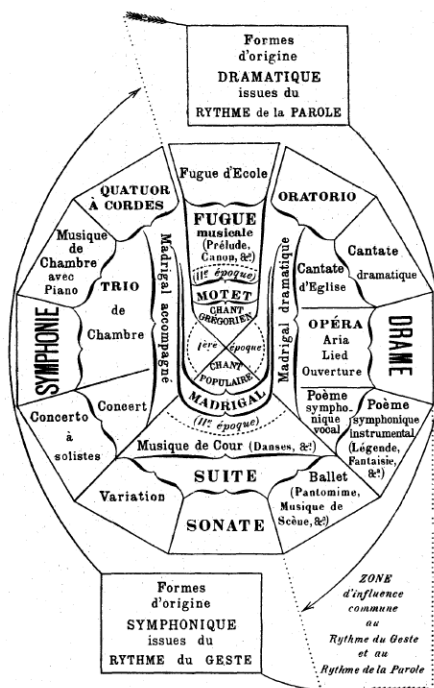 Formes
d'origine
DRAMATIQUE
issues du
RYTHME de la PAROLE
Fugue d'Ecole
QUATUOR
À CORDES
ORATORIO
FUGUE
musicale
(Prélude,
Canon, &?)
(IIe époque)
MOTET
CHANT
GRÉGORIEN
1ère époque
CHANT
POPULAIRE
MADRIGAL
(IIe époque)
Musique
de
Chambre
avec
Piano
Madrigal accompagné
Madrigal dramatique
Cantate
dramatique
Cantate
d'Eglise
TRIO
de
Chambre
OPÉRA
Aria
Lied
Ouverture
SYMPHONIE
DRAME
Concerto
à
solistes
Concert
Poème
sympho-
nique
vocal
Poème
symphonique
instrumental
(Légende,
Fantaisie,
&a)
Musique de Cour (Danses, &?)
Variation
SUITE
Ballet
(Pantomime,
Musique de
Scène, &?)
SONATE
Formes
d'origine
SYMPHONIQUE
issues du
RYTHME du GESTE
ZONE
d'influence
commune
au
Rythme du Geste
et au
Rythme de la Parole